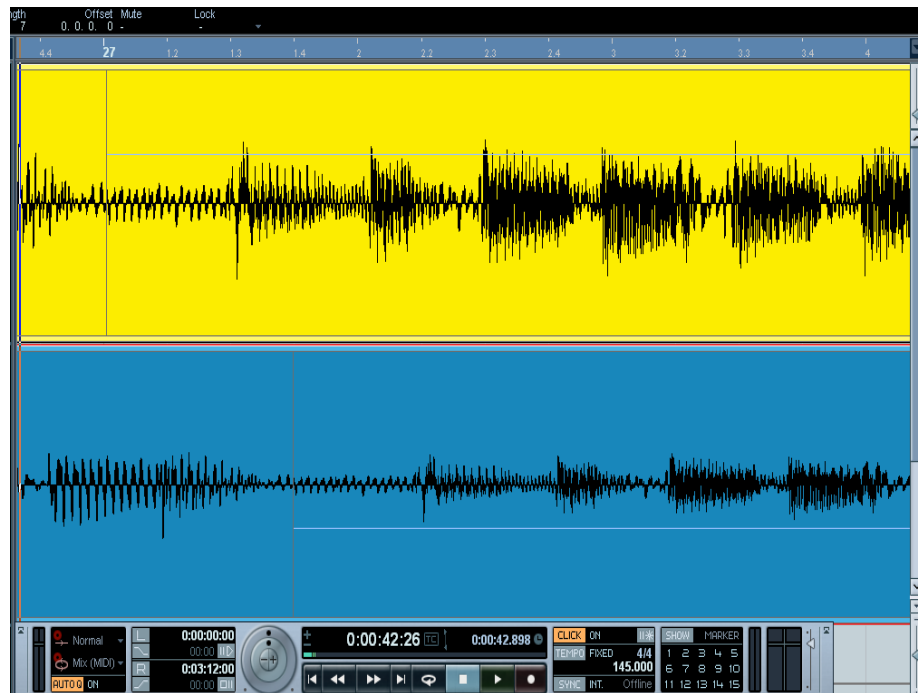 ngth Offset Mute Lock
7 0. 0. 0. 0 - -
4.4 27 1.2 1.3 1.4 2 2.2 2.3 2.4 3 3.2 3.3 3.4 4
Normal
Mix (MIDI)
AUTO Q ON
L 0:00:00:00
00:00
R 0:03:12:00
00:00
0:00:42:26 TC 0:00:42.898
CLICK ON
TEMPO FIXED 4/4
145.000
SYNC INT. Offline
SHOW MARKER
1 2 3 4 5
6 7 8 9 10
11 12 13 14 15